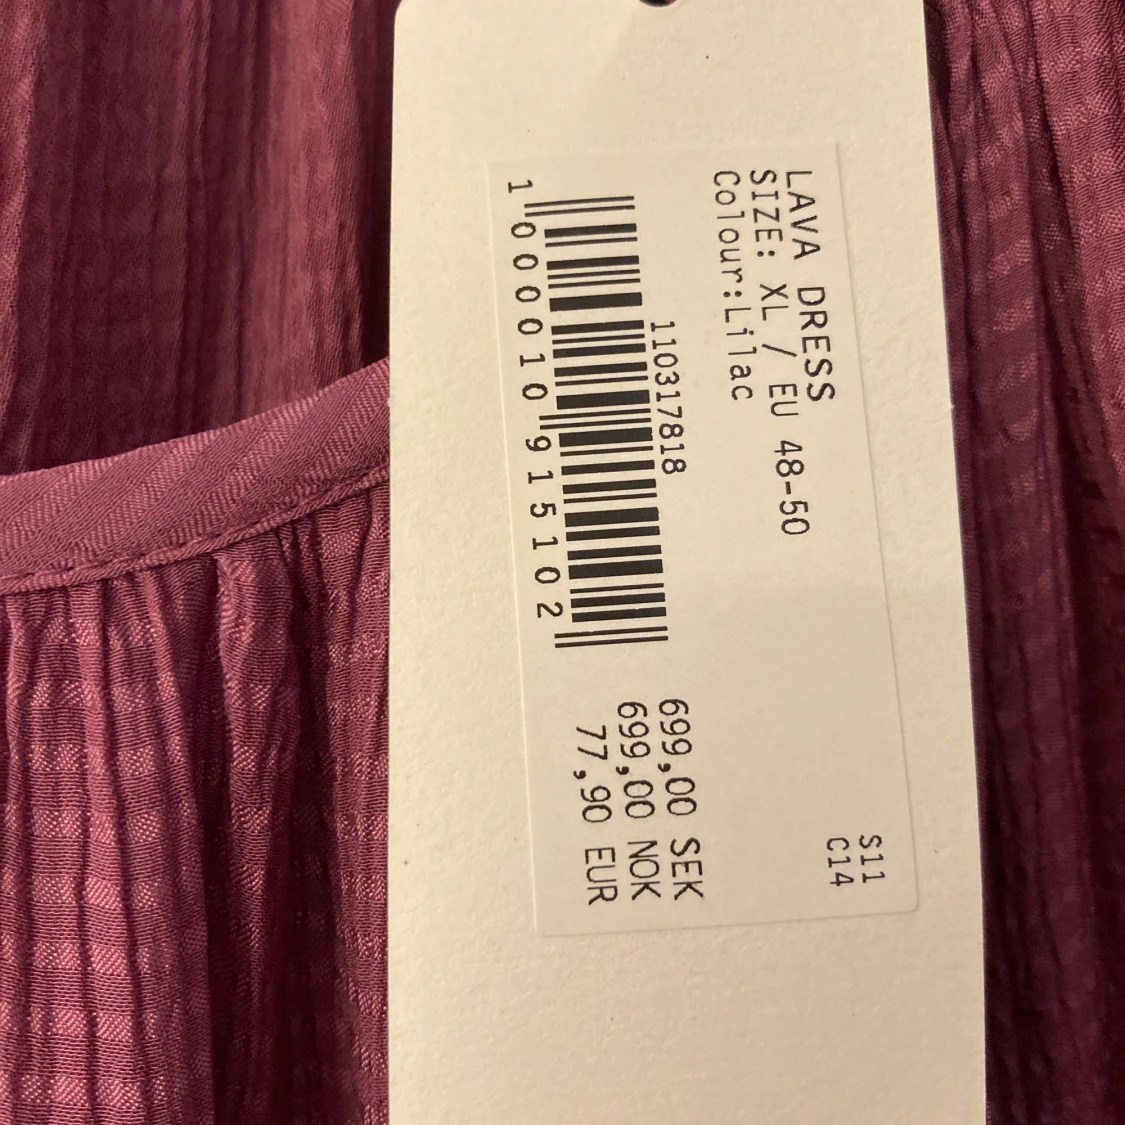 LAVA DRESS
SIZE: XL / EU 48-50
Colour:Lilac
S11
C14
110317818
1 000010 915102
699,00 SEK
699,00 NOK
77,90 EUR